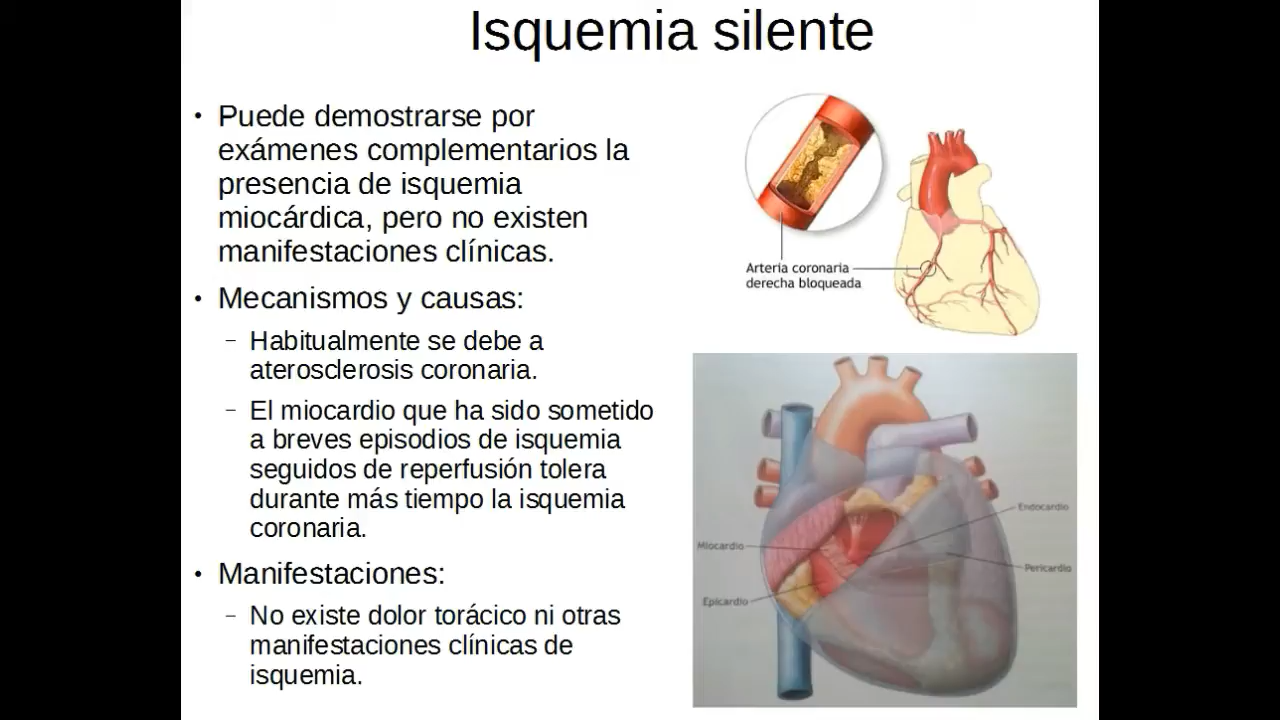 Isquemia silente
• Puede demostrarse por
exámenes complementarios la
presencia de isquemia
miocárdica, pero no existen
manifestaciones clínicas.
• Mecanismos y causas:
– Habitualmente se debe a
aterosclerosis coronaria.
– El miocardio que ha sido sometido
a breves episodios de isquemia
seguidos de reperfusión tolera
durante más tiempo la isquemia
coronaria.
• Manifestaciones:
– No existe dolor torácico ni otras
manifestaciones clínicas de
isquemia.
Arteria coronaria
derecha bloqueada
Endocardio
Miocardio
Pericardio
Epicardio